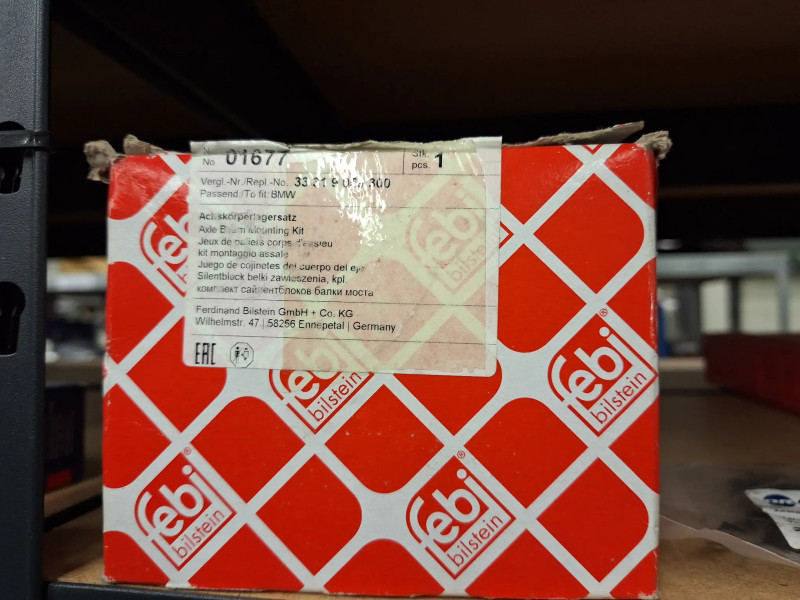 No 01677
Stk. pcs. 1
Vergl.-Nr./Repl.-No. 33 31 9 0
Passend./To fit: BMW
Achskörperlagersatz
Axle Beam Mounting Kit
Jeux de paliers corps d'essieu
kit montaggio assale
Juego de cojinetes del cuerpo del eje
Silentblock belki zawieszenia, kpl.
комплект сайлентблоков балки моста
Ferdinand Bilstein GmbH + Co. KG
Wilhelmstr. 47 | 58256 Ennepetal | Germany
EAC
febi
bilstein
febi
bilstein
febi®
bilstein
febi
bilstein
febi®
bilstein
febi®
bilstein